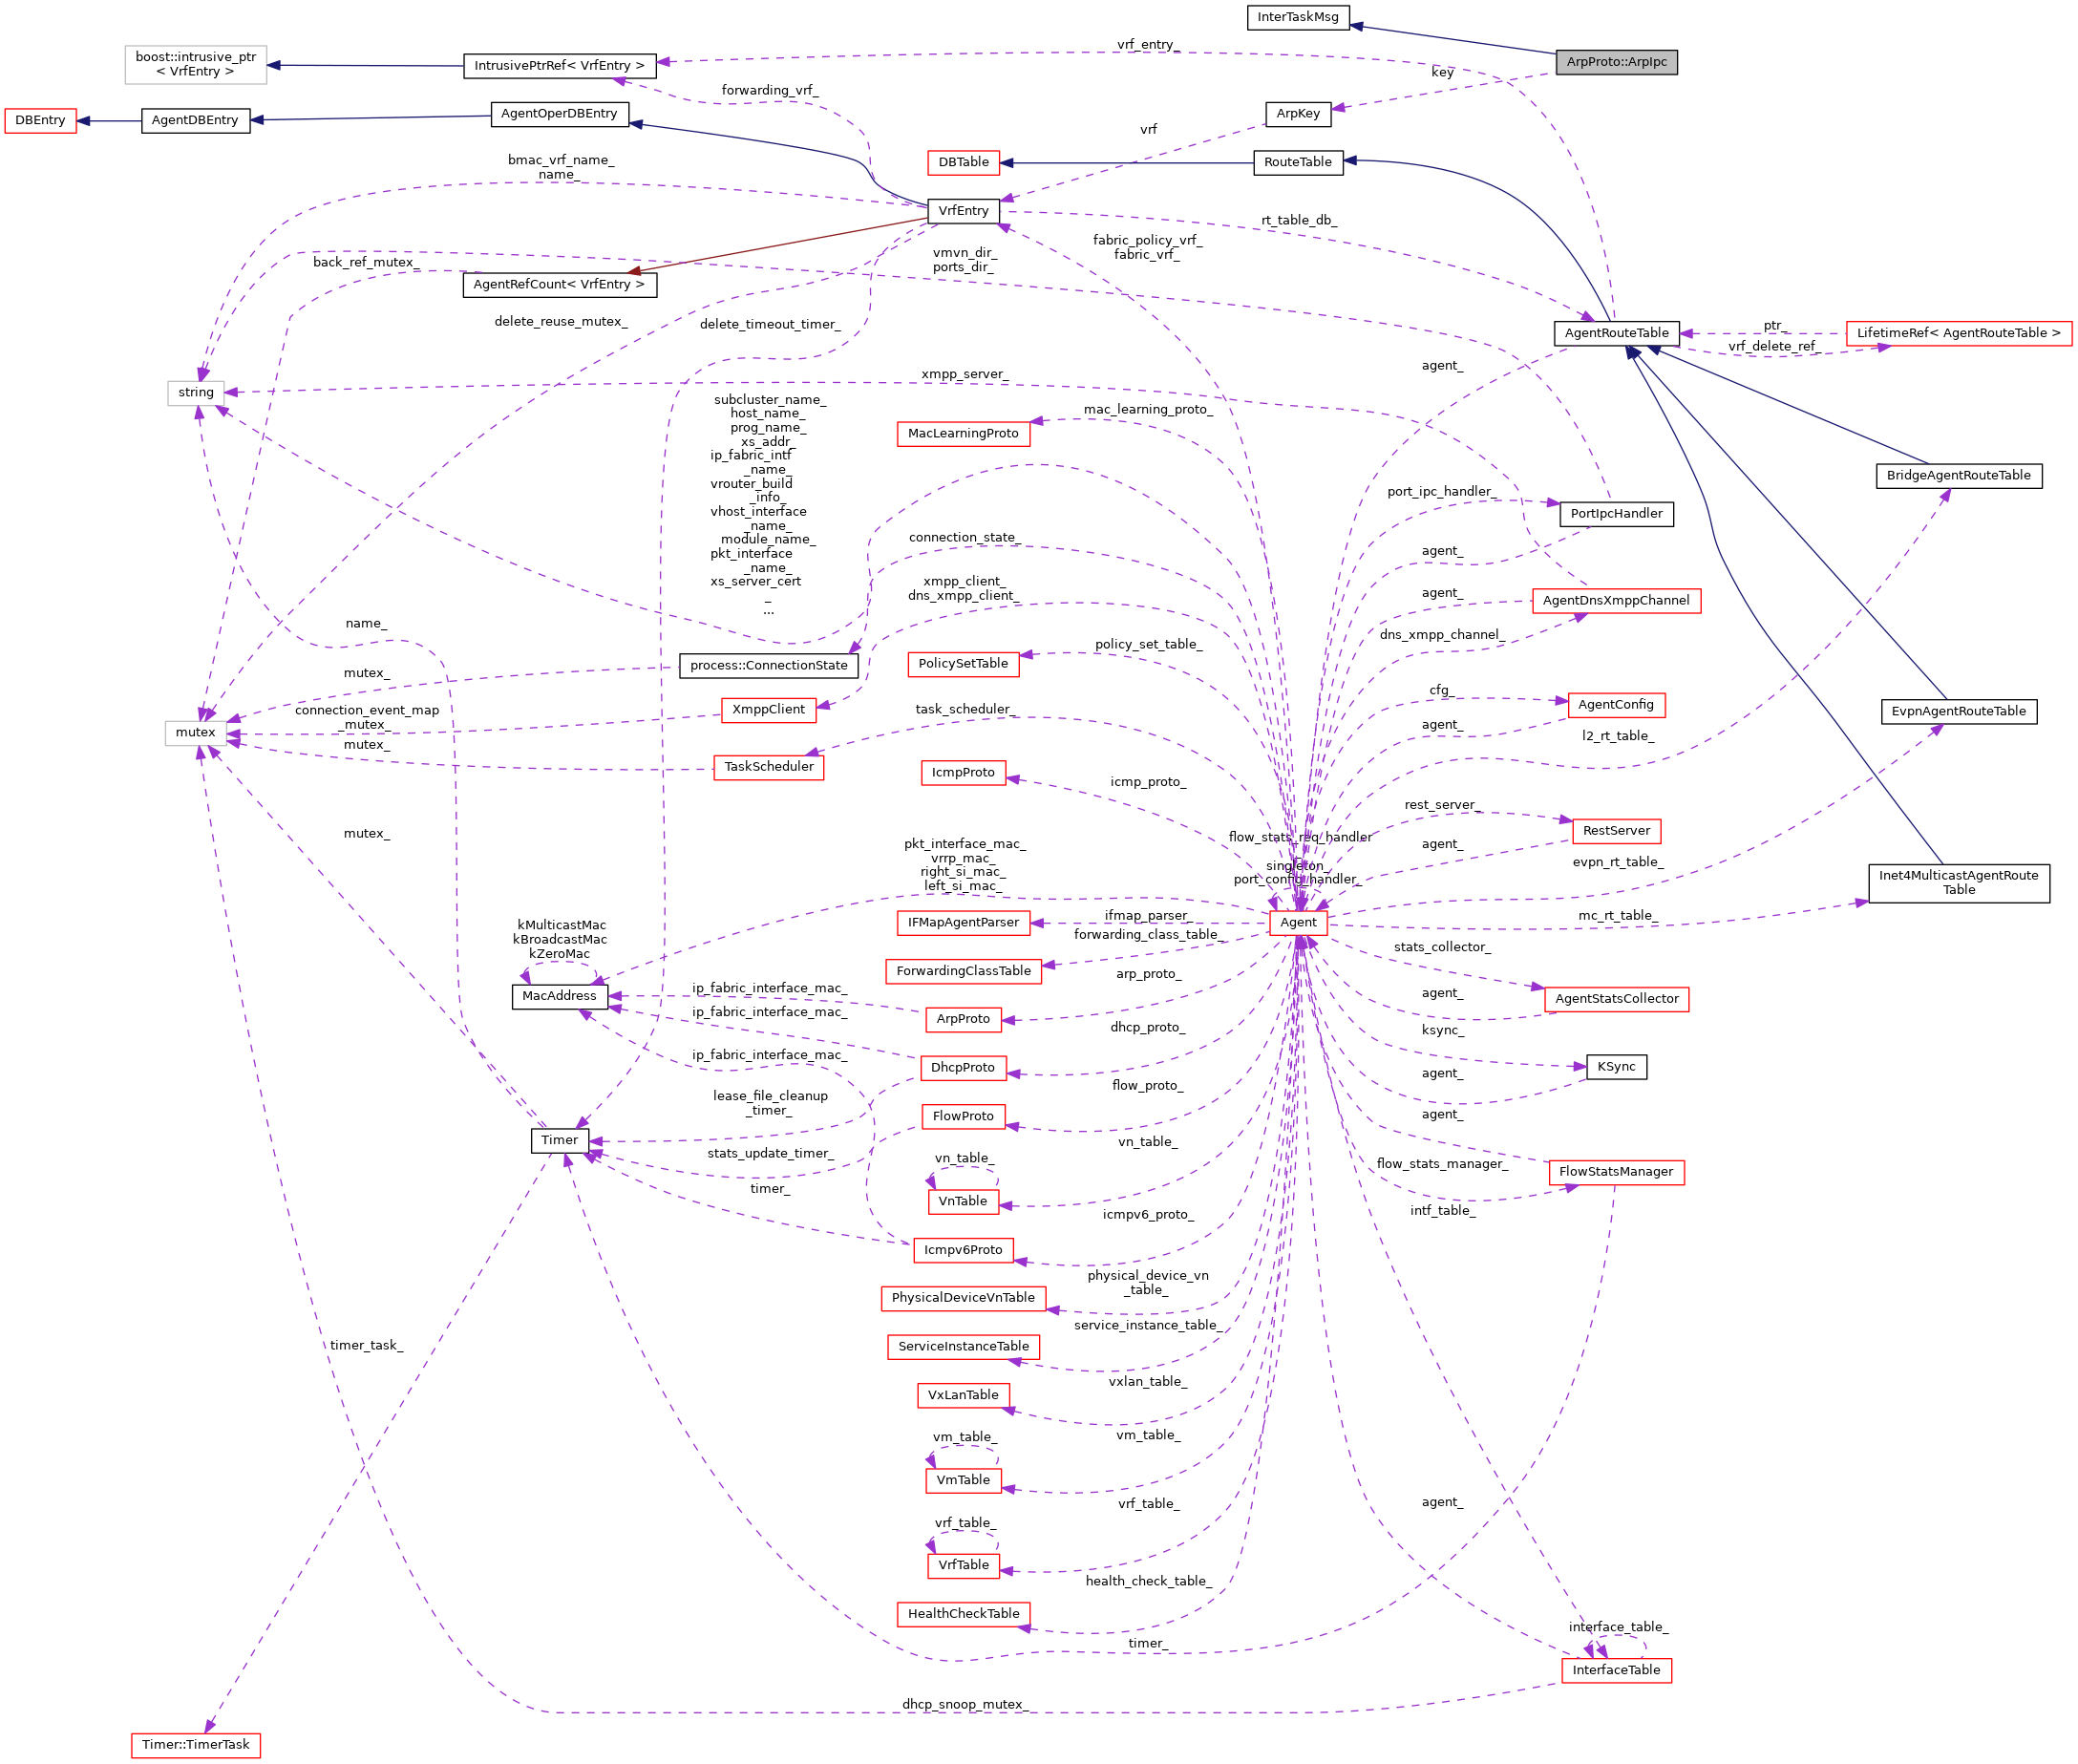 InterTaskMsg
boost::intrusive_ptr
< VrfEntry >
IntrusivePtrRef< VrfEntry >
vrf_entry_
ArpProto::ArpIpc
key
forwarding_vrf_
DBEntry
AgentDBEntry
AgentOperDBEntry
ArpKey
vrf
bmac_vrf_name_
name_
DBTable
RouteTable
VrfEntry
rt_table_db_
back_ref_mutex_
AgentRefCount< VrfEntry >
vmvn_dir_
ports_dir_
fabric_policy_vrf_
fabric_vrf_
delete_reuse_mutex_
delete_timeout_timer_
AgentRouteTable
ptr_
vrf_delete_ref_
LifetimeRef< AgentRouteTable >
string
xmpp_server_
agent_
subcluster_name_
host_name_
prog_name_
xs_addr_
ip_fabric_intf
_name_
vrouter_build
_info_
vhost_interface
_name_
module_name_
pkt_interface
_name_
xs_server_cert
_
...
MacLearningProto
mac_learning_proto_
BridgeAgentRouteTable
port_ipc_handler_
PortIpcHandler
connection_state_
agent_
xmpp_client_
dns_xmpp_client_
agent_
AgentDnsXmppChannel
name_
dns_xmpp_channel_
process::ConnectionState
mutex_
PolicySetTable
policy_set_table_
cfg_
AgentConfig
XmppClient
connection_event_map
_mutex_
task_scheduler_
agent_
EvpnAgentRouteTable
mutex
mutex_
TaskScheduler
l2_rt_table_
IcmpProto
icmp_proto_
rest_server_
RestServer
mutex_
flow_stats_req_handler
agent_
pkt_interface_mac_
vrrp_mac_
right_si_mac_
left_si_mac_
singleton_
port_config_handler_
evpn_rt_table_
Inet4MulticastAgentRoute
Table
kMulticastMac
kBroadcastMac
kZeroMac
IFMapAgentParser
ifmap_parser_
Agent
mc_rt_table_
forwarding_class_table_
stats_collector_
ForwardingClassTable
arp_proto_
MacAddress
ip_fabric_interface_mac_
agent_
AgentStatsCollector
ip_fabric_interface_mac_
ArpProto
dhcp_proto_
ksync_
ip_fabric_interface_mac_
DhcpProto
KSync
agent_
lease_file_cleanup
_timer_
flow_proto_
FlowProto
agent_
Timer
stats_update_timer_
vn_table_
vn_table_
flow_stats_manager_
FlowStatsManager
timer_
VnTable
icmpv6_proto_
intf_table_
Icmpv6Proto
physical_device_vn
_table_
PhysicalDeviceVnTable
service_instance_table_
timer_task_
ServiceInstanceTable
vxlan_table_
VxLanTable
vm_table_
vm_table_
VmTable
vrf_table_
agent_
vrf_table_
VrfTable
health_check_table_
HealthCheckTable
interface_table_
timer_
InterfaceTable
dhcp_snoop_mutex_
Timer::TimerTask